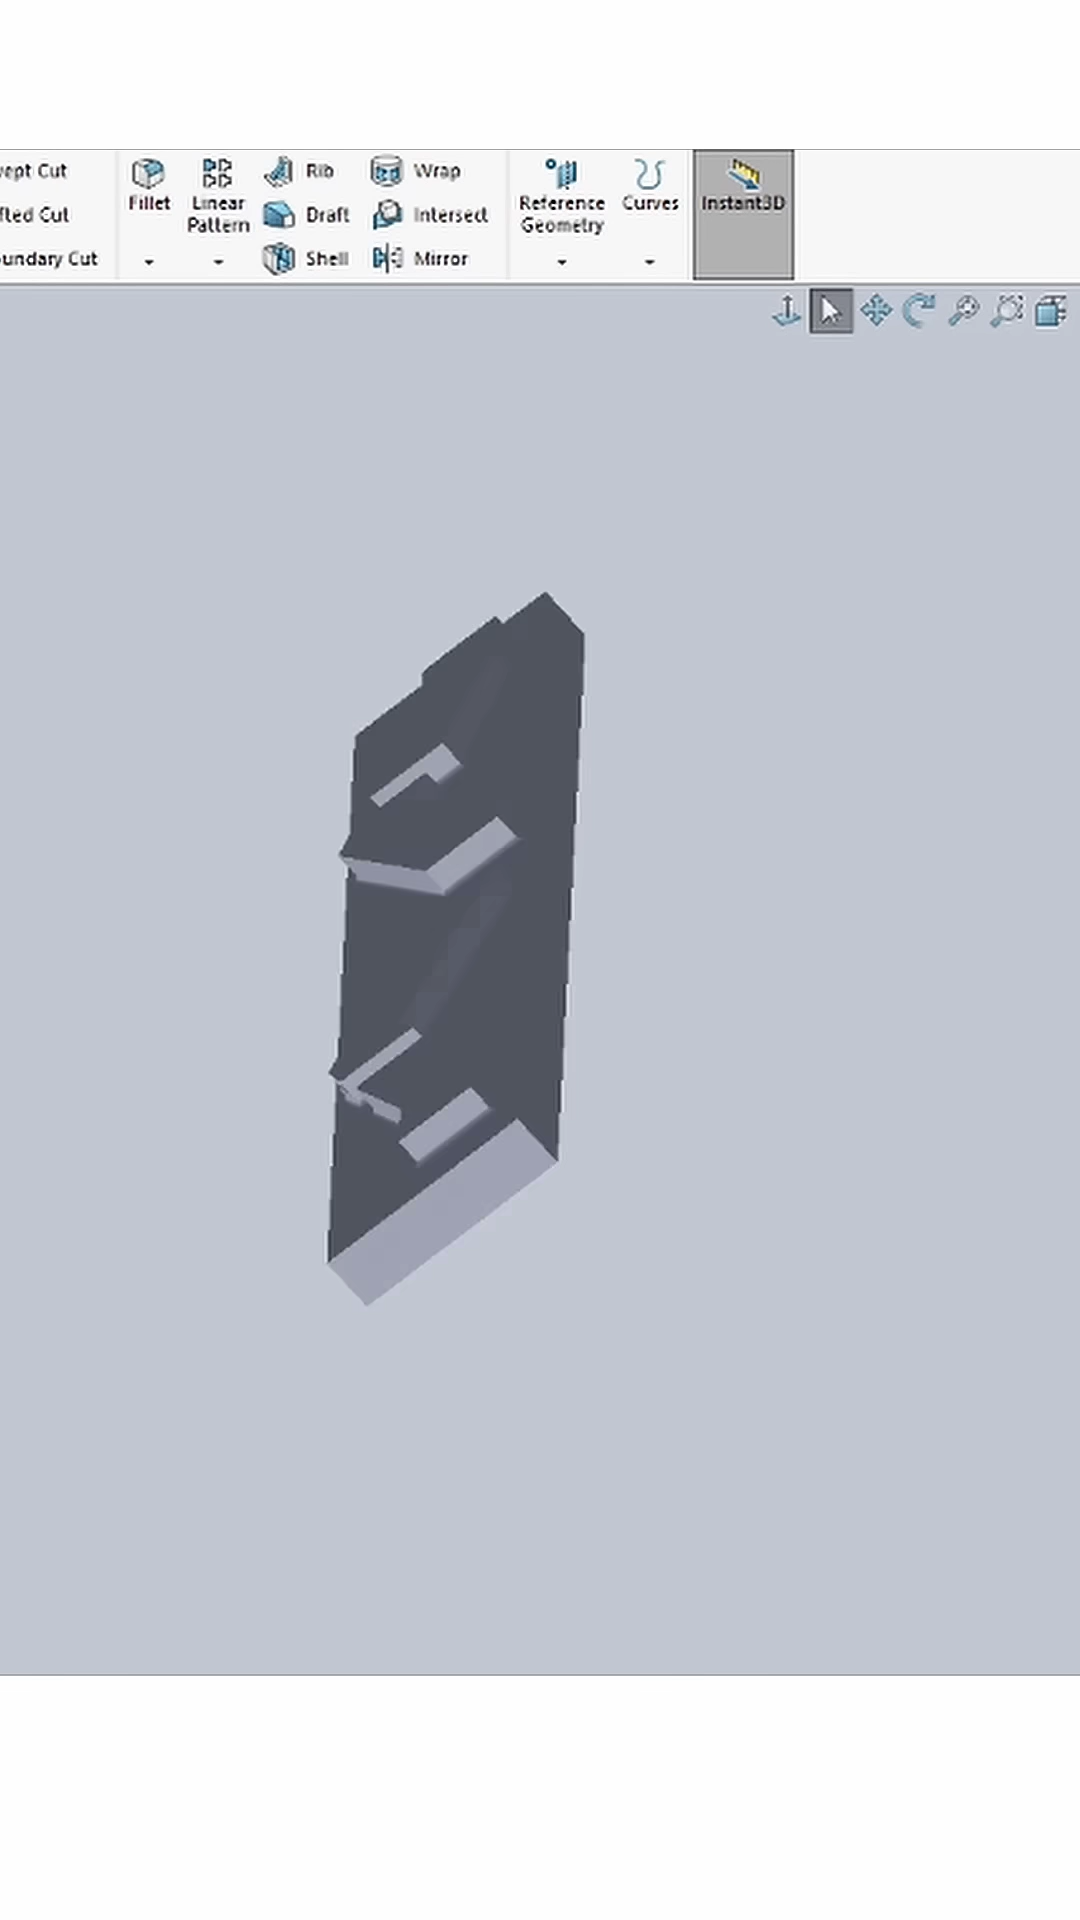 ept Cut
Rib
Wrap
Fillet
Linear
Pattern
fted Cut
Draft
Intersect
Reference
Geometry
Curves
Instant3D
undary Cut
Shell
Mirror